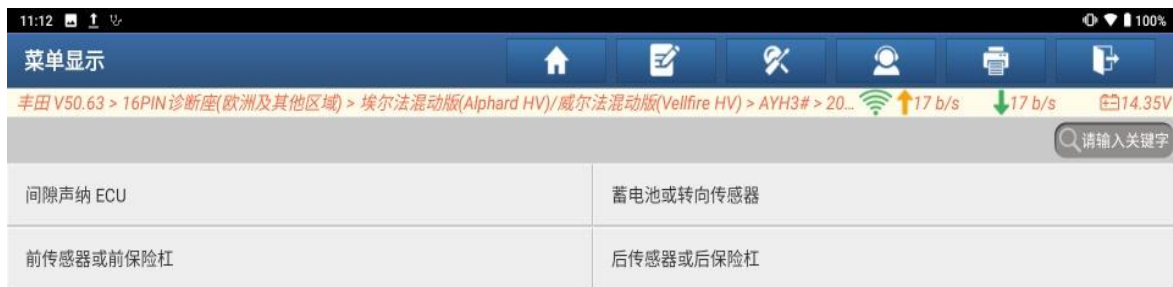 11:12 100%
菜单显示
丰田 V50.63 > 16PIN诊断座(欧洲及其他区域) > 埃尔法混动版(Alphard HV)/威尔法混动版(Vellfire HV) > AYH3# > 20... 17 b/s 17 b/s 14.35V
请输入关键字
间隙声纳 ECU 蓄电池或转向传感器
前传感器或前保险杠 后传感器或后保险杠